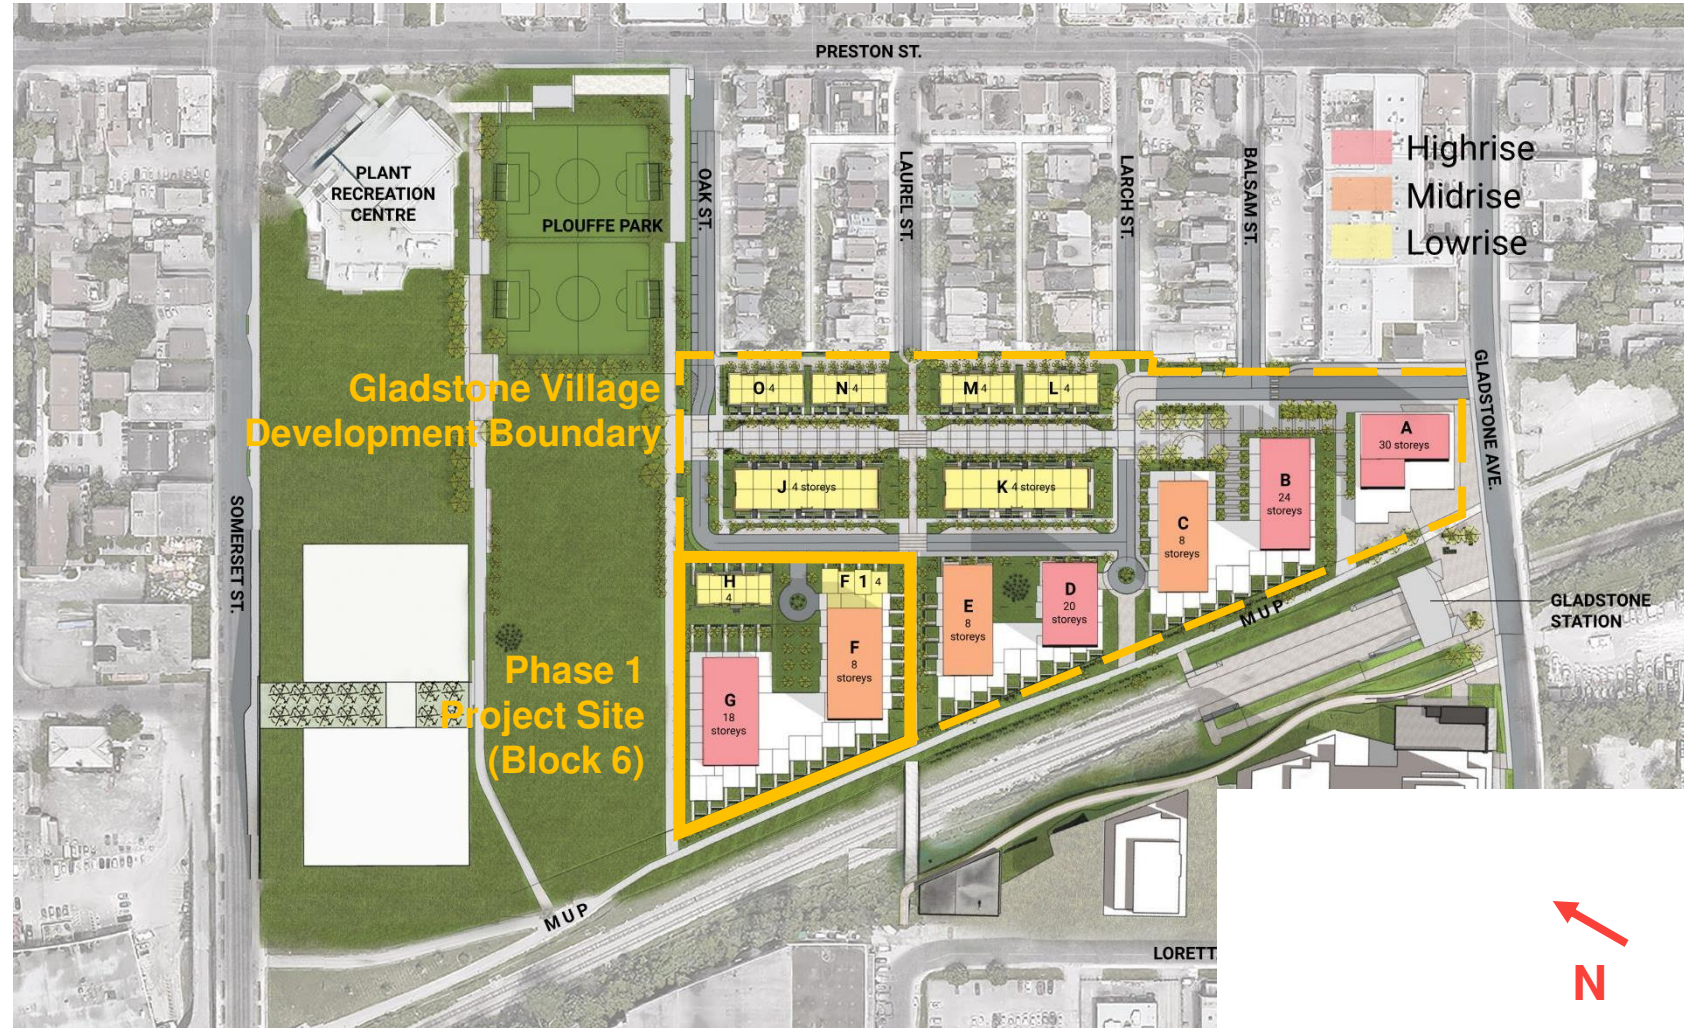 PRESTON ST.
Highrise
Midrise
Lowrise
PLANT
RECREATION
CENTRE
PLOUFFE PARK
OAK ST.
LAUREL ST.
LARCH ST.
BALSAM ST.
GLADSTONE AVE.
SOMERSET ST.
Gladstone Village
Development Boundary
O 4
N 4
M 4
L 4
J 4 storeys
K 4 storeys
A
30 storeys
B
24
storeys
C
8
storeys
D
20
storeys
E
8
storeys
H
4
F 1 4
F
8
storeys
G
18
storeys
Phase 1
Project Site
(Block 6)
MUP
GLADSTONE
STATION
MUP
LORETT
N